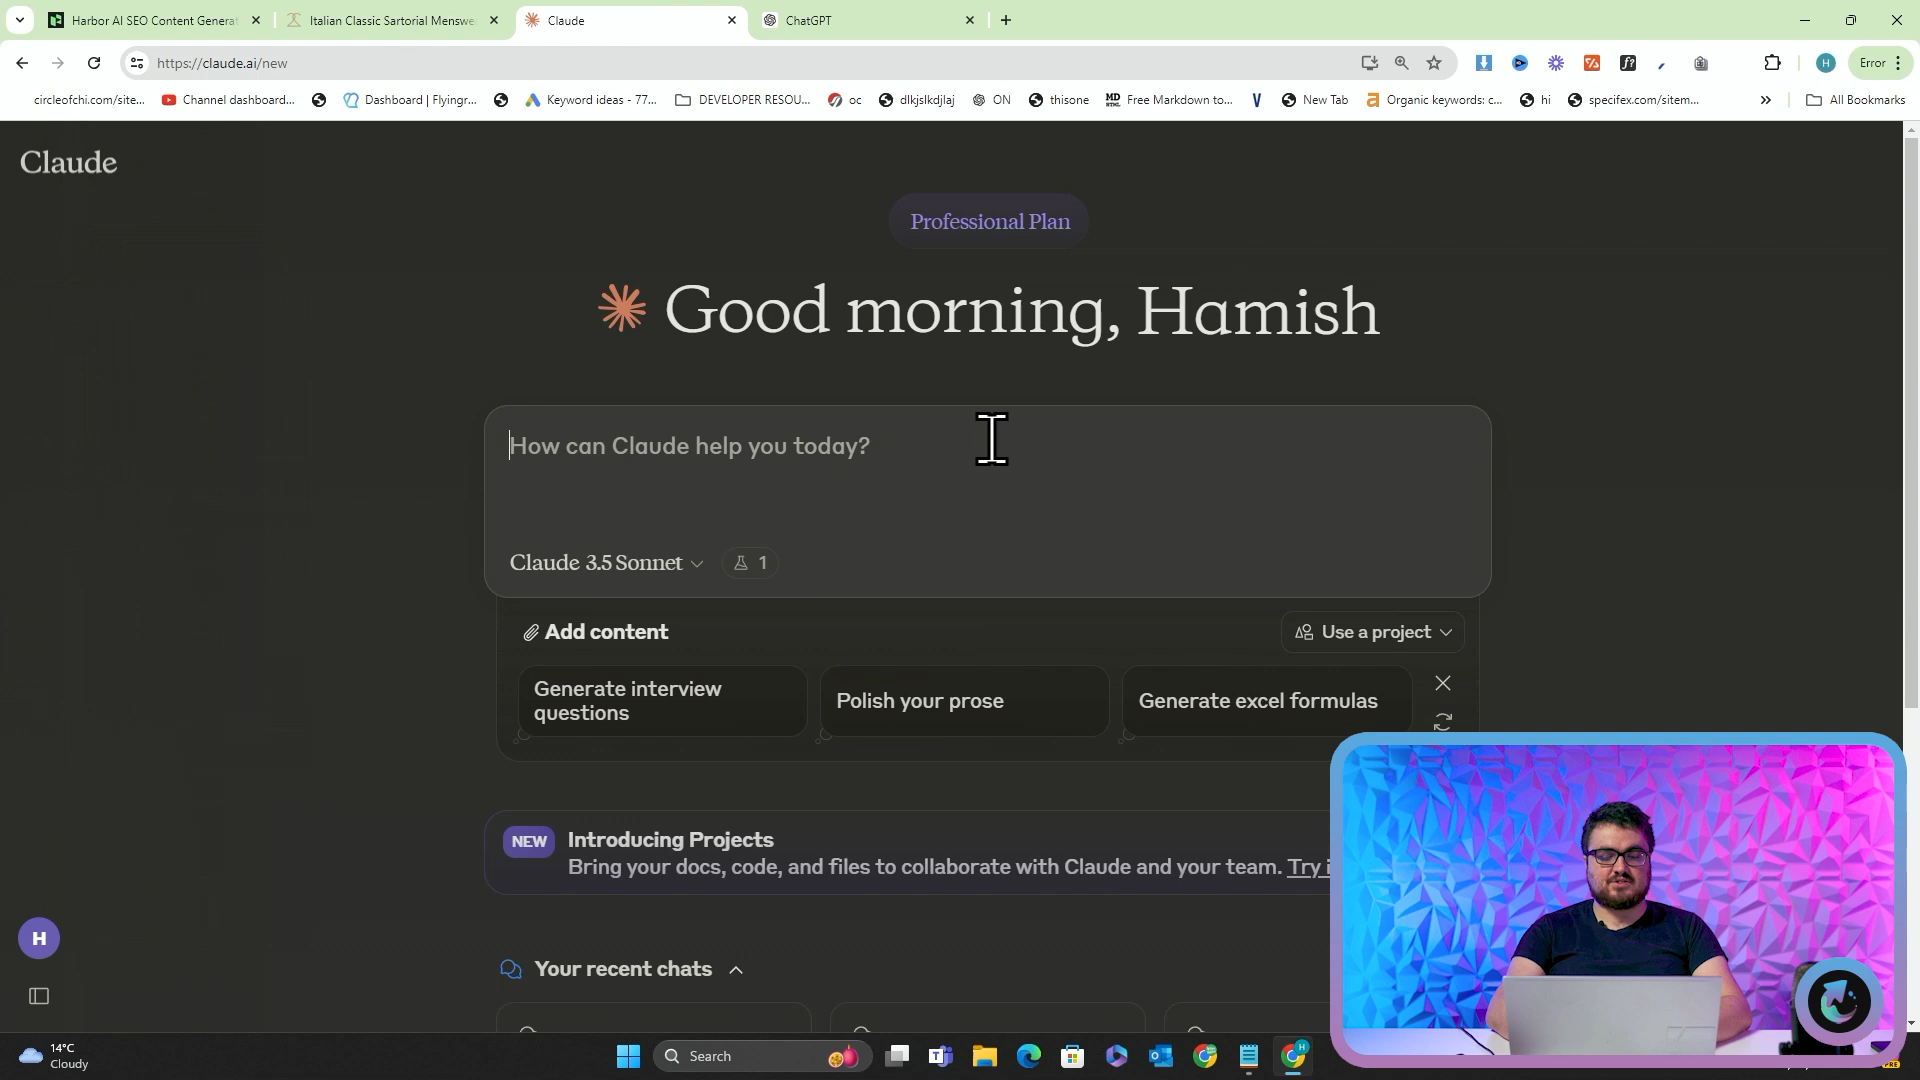 Harbor AI SEO Content Generat
Italian Classic Sartorial Menswe
Claude
ChatGPT
https://claude.ai/new
H
Error
circleofchi.com/site...
Channel dashboard...
Dashboard | Flyingr...
Keyword ideas - 77...
DEVELOPER RESOU...
oc
dlkjslkdjlaj
ON
thisone
Free Markdown to...
New Tab
Organic keywords: c...
hi
specifex.com/sitem...
All Bookmarks
Claude
Professional Plan
Good morning, Hamish
How can Claude help you today?
Claude 3.5 Sonnet
1
Add content
Use a project
Generate interview
questions
Polish your prose
Generate excel formulas
NEW
Introducing Projects
Bring your docs, code, and files to collaborate with Claude and your team. Try i
H
Your recent chats
14°C
Cloudy
Search